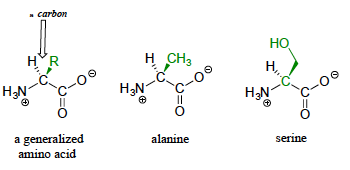 a carbon
H R
H₃N ⊕ C C O ⊖
O
a generalized
amino acid
H CH₃
H₃N ⊕ C C O ⊖
O
alanine
HO
H
H₃N ⊕ C C O ⊖
O
serine